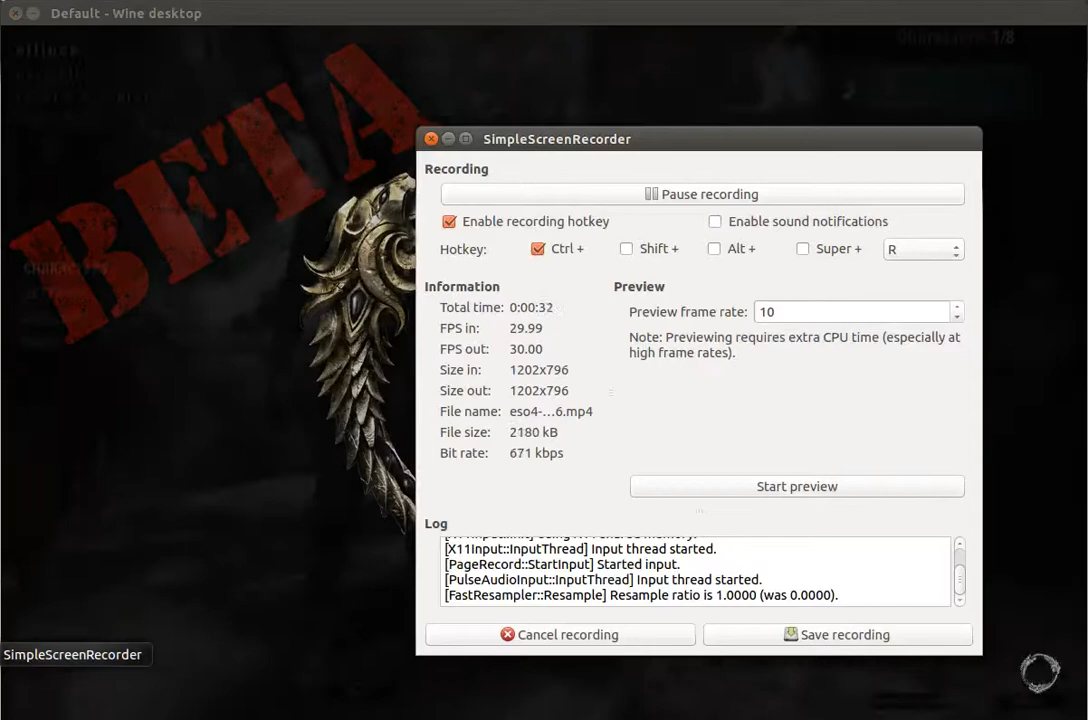 Default - Wine desktop
1/8
BETA
SimpleScreenRecorder
Recording
Pause recording
Enable recording hotkey
Enable sound notifications
Hotkey:
Ctrl +
Shift +
Alt +
Super +
R
Information
Preview
Total time: 0:00:32
Preview frame rate: 10
FPS in: 29.99
Note: Previewing requires extra CPU time (especially at
high frame rates).
FPS out: 30.00
Size in: 1202x796
Size out: 1202x796
File name: eso4-...6.mp4
File size: 2180 kB
Bit rate: 671 kbps
Start preview
Log
[X11Input::InputThread] Input thread started.
[PageRecord::StartInput] Started input.
[PulseAudioInput::InputThread] Input thread started.
[FastResampler::Resample] Resample ratio is 1.0000 (was 0.0000).
Cancel recording
Save recording
SimpleScreenRecorder